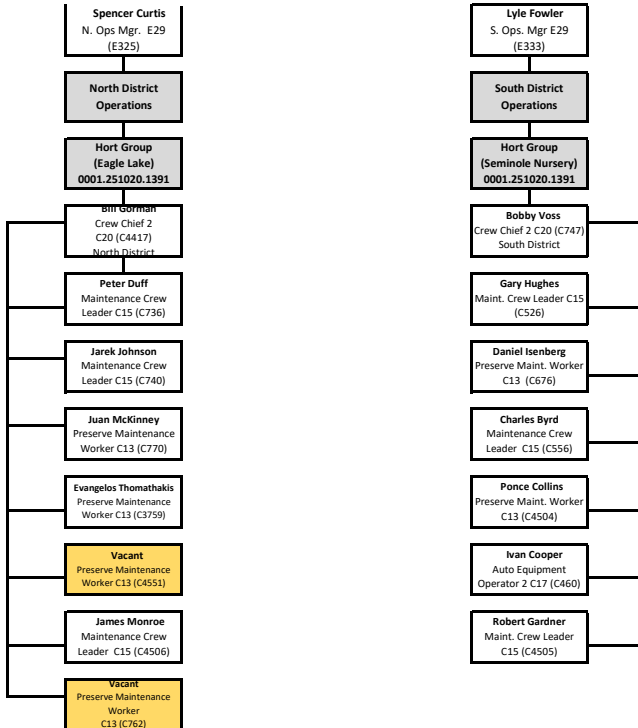 Spencer Curtis
N. Ops Mgr. E29
(E325)
North District
Operations
Hort Group
(Eagle Lake)
0001.251020.1391
Bill Gorman
Crew Chief 2
C20 (C4417)
North District
Peter Duff
Maintenance Crew
Leader C15 (C736)
Jarek Johnson
Maintenance Crew
Leader C15 (C740)
Juan McKinney
Preserve Maintenance
Worker C13 (C770)
Evangelos Thomathakis
Preserve Maintenance
Worker C13 (C3759)
Vacant
Preserve Maintenance
Worker C13 (C4551)
James Monroe
Maintenance Crew
Leader C15 (C4506)
Vacant
Preserve Maintenance
Worker
C13 (C762)
Lyle Fowler
S. Ops. Mgr E29
(E333)
South District
Operations
Hort Group
(Seminole Nursery)
0001.251020.1391
Bobby Voss
Crew Chief 2 C20 (C747)
South District
Gary Hughes
Maint. Crew Leader C15
(C526)
Daniel Isenberg
Preserve Maint. Worker
C13 (C676)
Charles Byrd
Maintenance Crew
Leader C15 (C556)
Ponce Collins
Preserve Maint. Worker
C13 (C4504)
Ivan Cooper
Auto Equipment
Operator 2 C17 (C460)
Robert Gardner
Maint. Crew Leader
C15 (C4505)